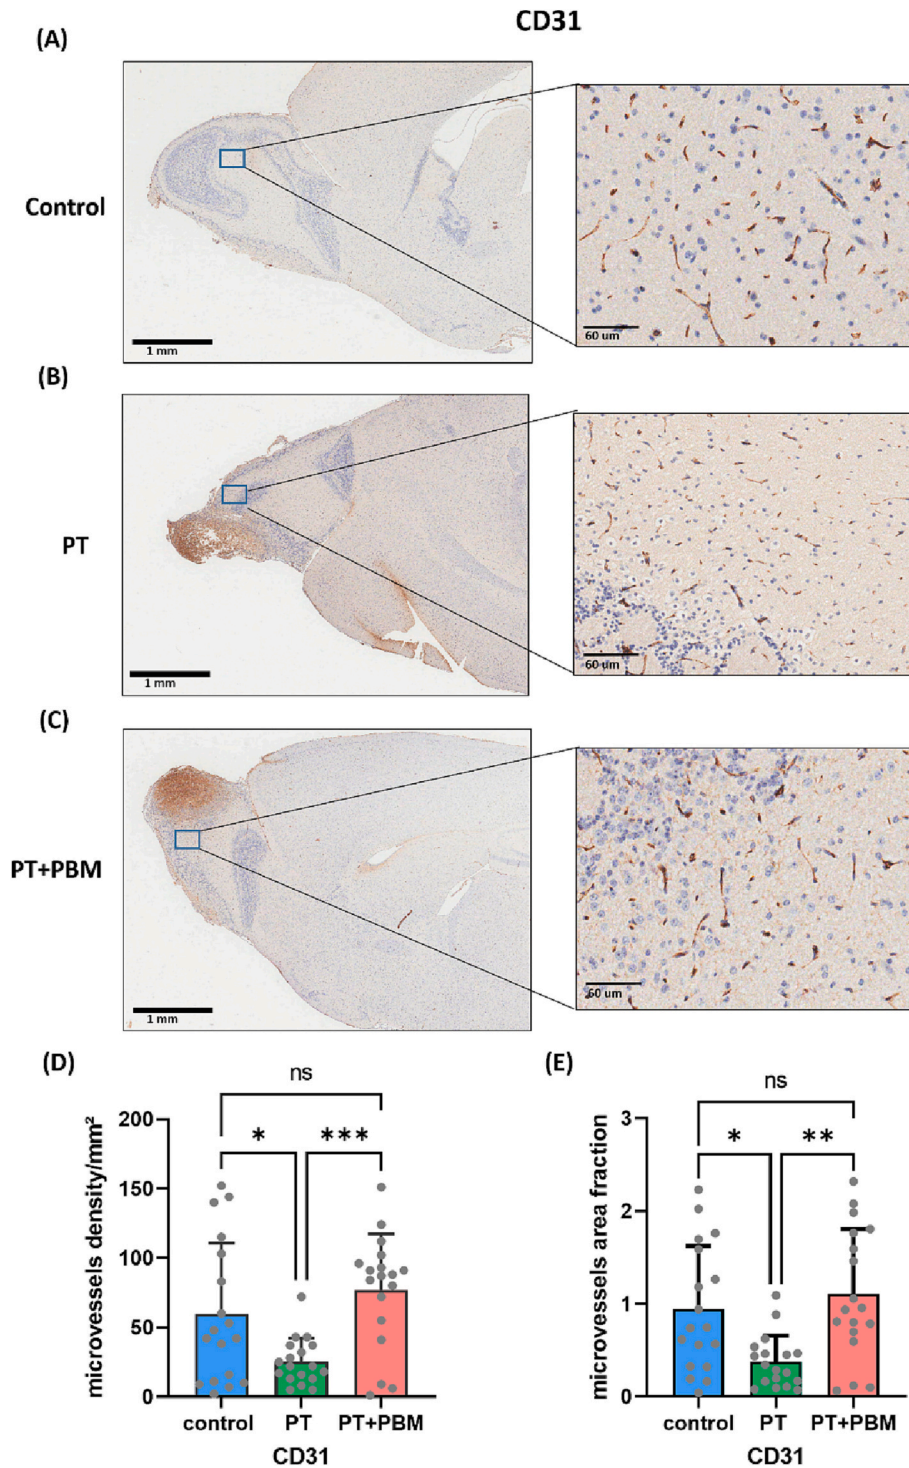 CD31
(A)
Control
1 mm
60 um
(B)
PT
1 mm
60 um
(C)
PT+PBM
1 mm
60 um
(D)
ns
*
***
microvessels density/mm²
200
150
100
50
0
control
PT
PT+PBM
CD31
(E)
ns
*
**
microvessels area fraction
3
2
1
0
control
PT
PT+PBM
CD31